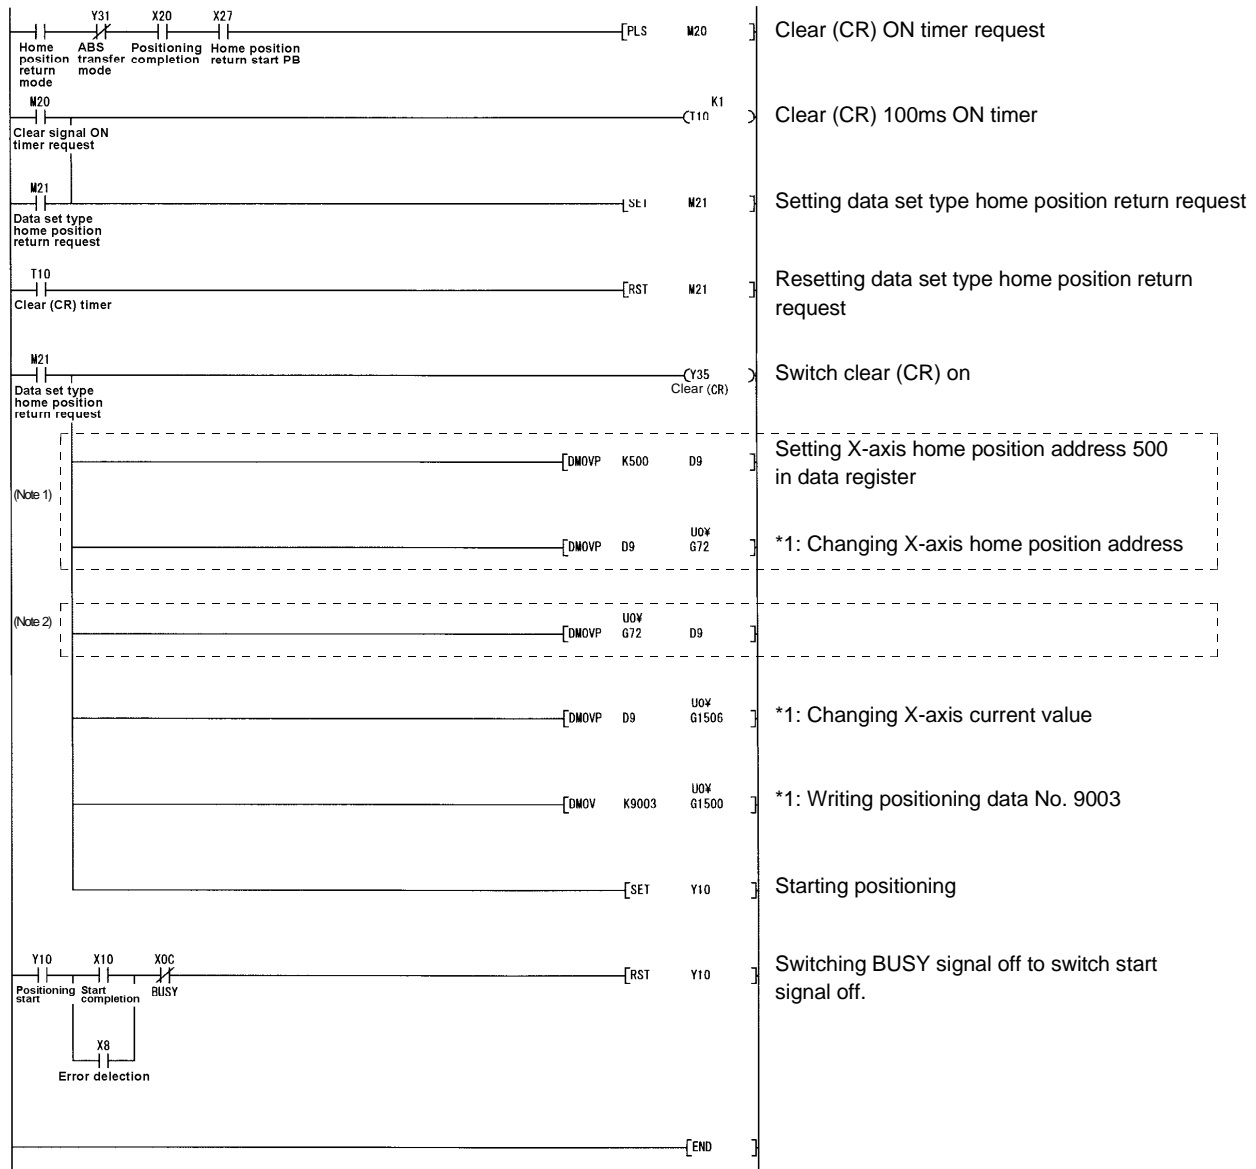 Y31 X20 X27
[PLS M20 ] Clear (CR) ON timer request
Home position return mode
ABS transfer mode
Positioning completion
Home position return start PB
M20
K1
(T10 ) Clear (CR) 100ms ON timer
Clear signal ON
timer request
M21
[SET M21 ] Setting data set type home position return request
Data set type
home position
return request
T10
[RST M21 ] Resetting data set type home position return
request
Clear (CR) timer
M21
(Y35 ) Switch clear (CR) on
Clear (CR)
Data set type
home position
return request
[DMOVP K500 D9 ] Setting X-axis home position address 500
in data register
(Note 1)
U0¥
[DMOVP D9 G72 ] *1: Changing X-axis home position address
(Note 2)
U0¥
[DMOVP G72 D9 ]
U0¥
[DMOVP D9 G1506 ] *1: Changing X-axis current value
U0¥
[DMOV K9003 G1500 ] *1: Writing positioning data No. 9003
[SET Y10 ] Starting positioning
Y10 X10 X0C
[RST Y10 ] Switching BUSY signal off to switch start
signal off.
Positioning start
Start completion
BUSY
X8
Error delection
[END ]